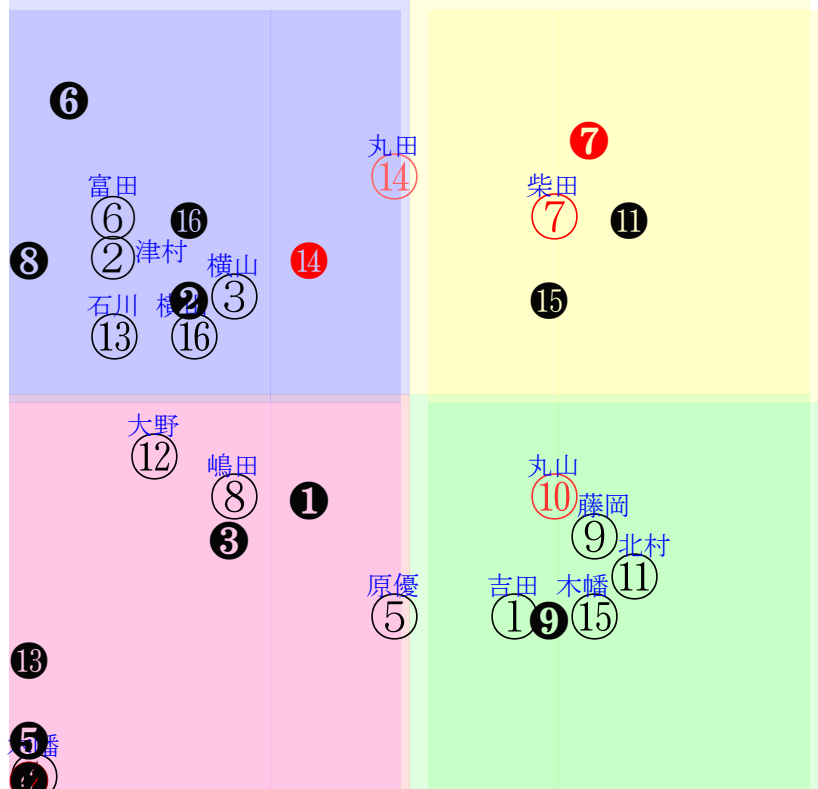 ❻
❼
丸田
⑭
富田
柴田
⑥
⓰
⑦
⓫
② 津村
❽
横山
⓮
③
石川
❷
⓯
⑬
⑯
大野
⑫
嶋田
丸山
⑧
❶
⑩
藤岡
❸
⑨
北村
⑪
原優
吉田
木幡
⑤
①
❾
⑮
⓭
❺
幡